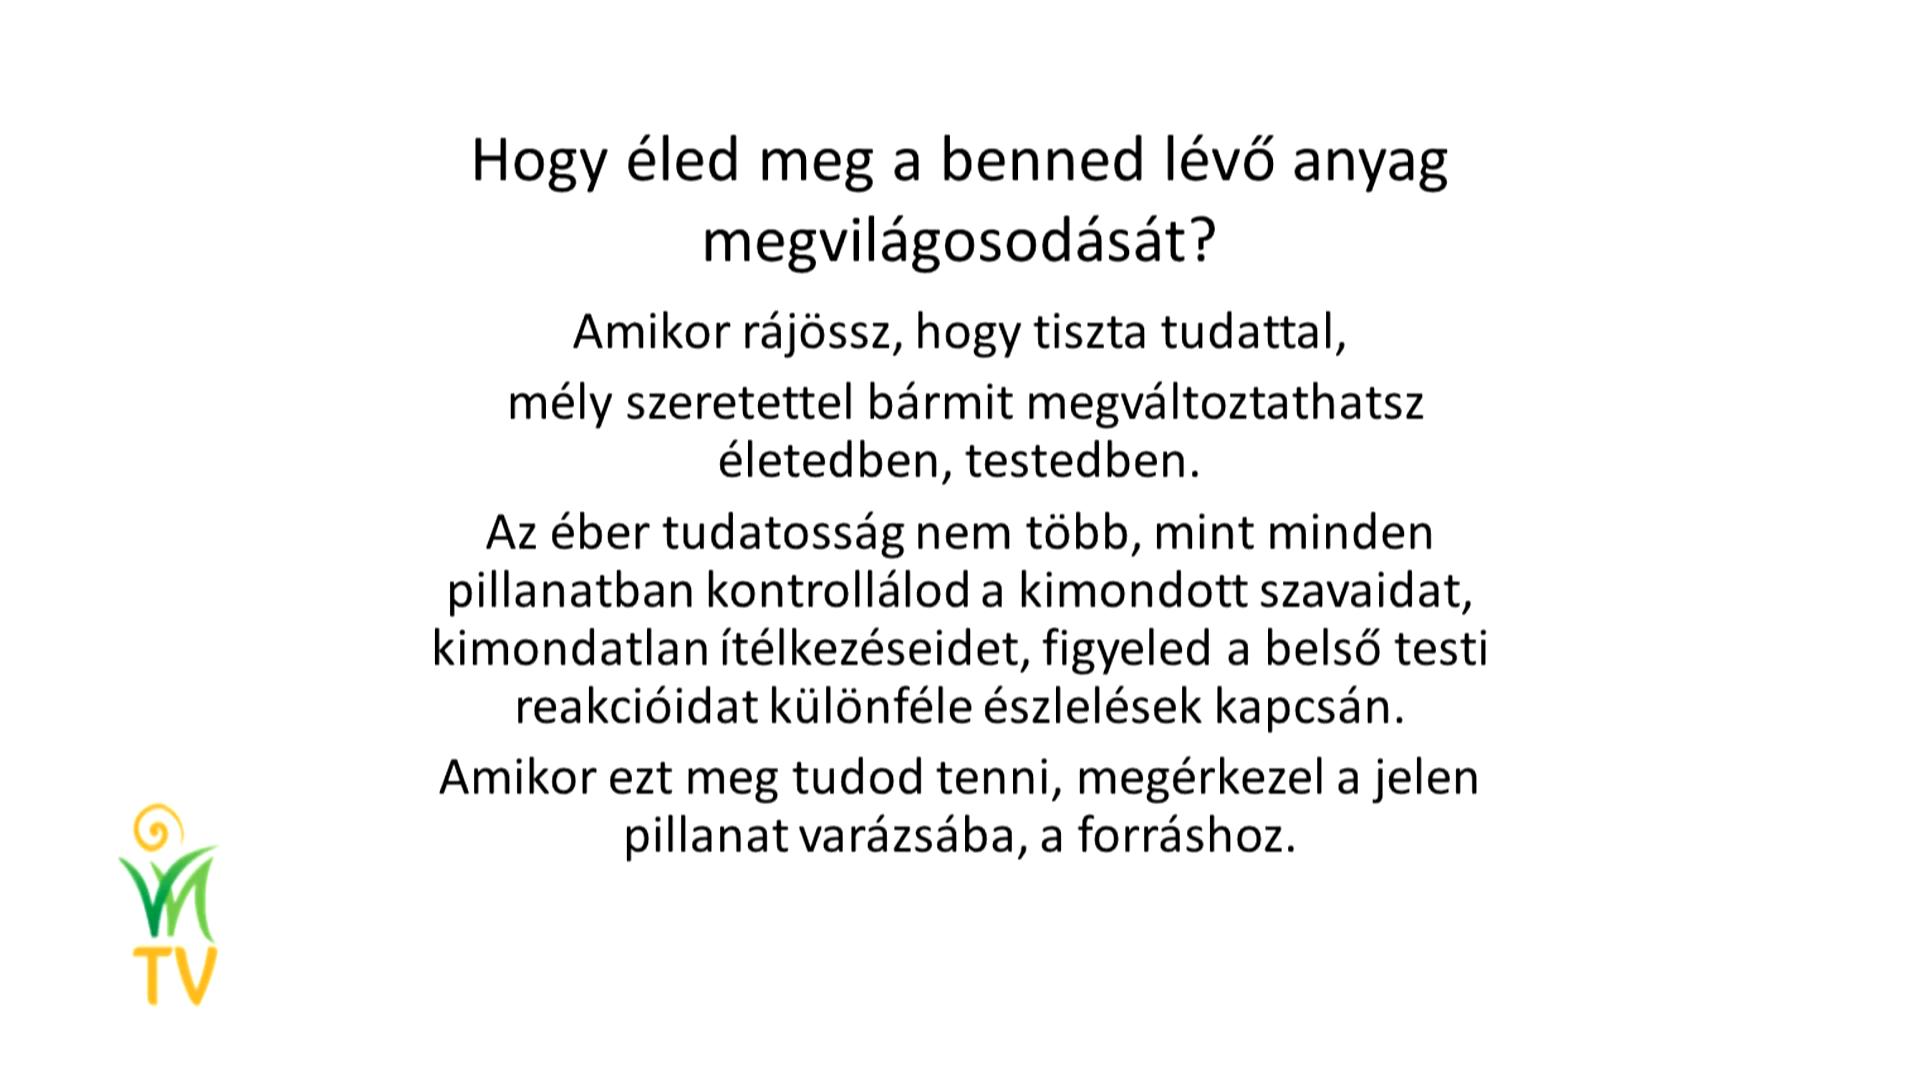 Hogy éled meg a benned lévő anyag
megvilágosodását?
Amikor rájössz, hogy tiszta tudattal,
mély szeretettel bármit megváltoztathatsz
életedben, testedben.
Az éber tudatosság nem több, mint minden
pillanatban kontrollálod a kimondott szavaidat,
kimondatlan ítélkezéseidet, figyeled a belső testi
reakcióidat különféle észlelések kapcsán.
Amikor ezt meg tudod tenni, megérkezel a jelen
pillanat varázsába, a forráshoz.
VM
TV